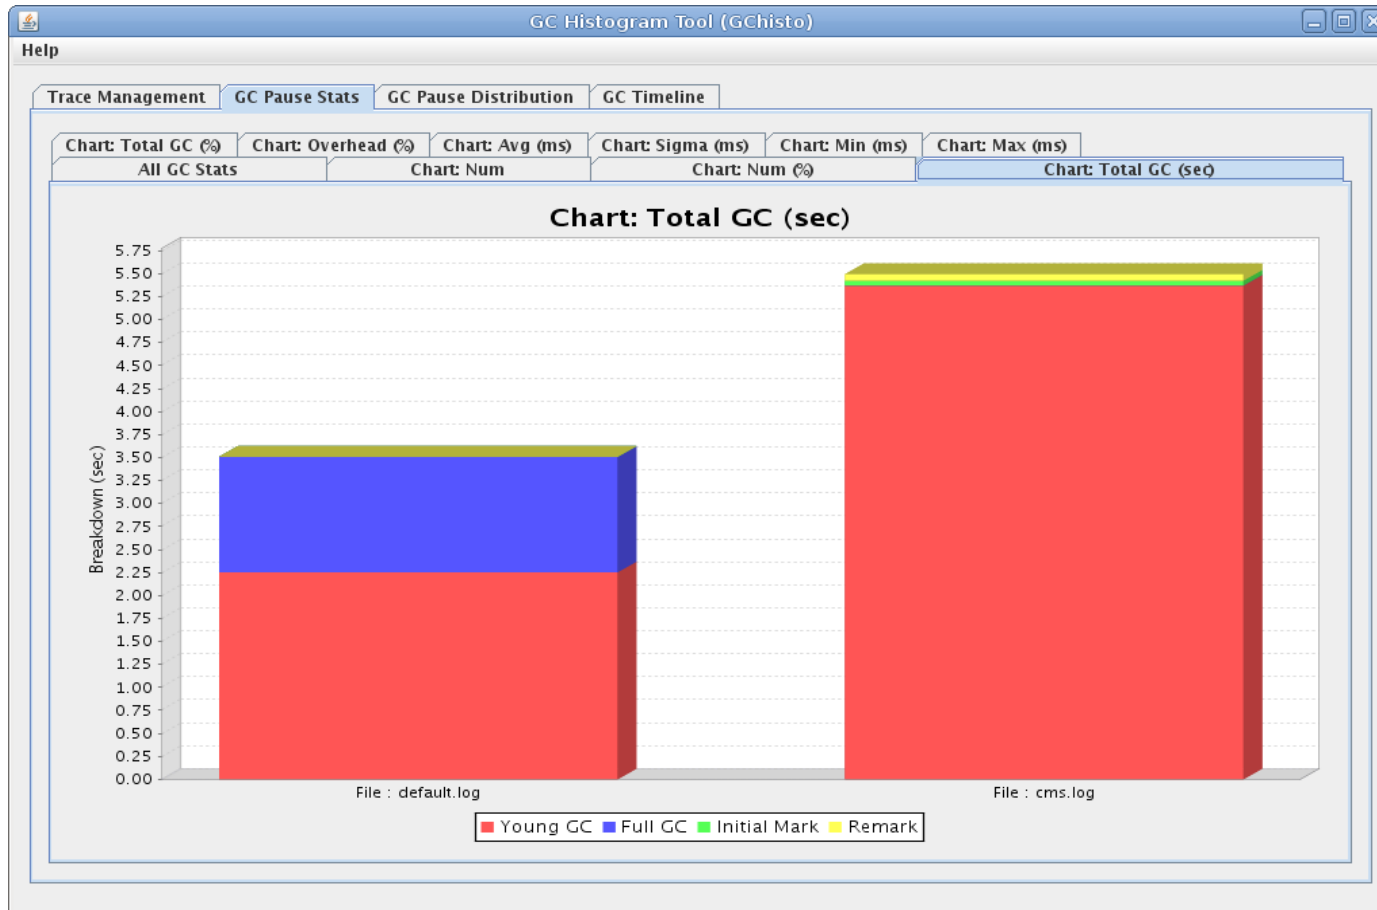 GC Histogram Tool (GChisto)
Help
Trace Management GC Pause Stats GC Pause Distribution GC Timeline
Chart: Total GC (%) Chart: Overhead (%) Chart: Avg (ms) Chart: Sigma (ms) Chart: Min (ms) Chart: Max (ms)
All GC Stats Chart: Num Chart: Num (%) Chart: Total GC (sec)
Chart: Total GC (sec)
Breakdown (sec)
5.75
5.50
5.25
5.00
4.75
4.50
4.25
4.00
3.75
3.50
3.25
3.00
2.75
2.50
2.25
2.00
1.75
1.50
1.25
1.00
0.75
0.50
0.25
0.00
File : default.log File : cms.log
Young GC Full GC Initial Mark Remark